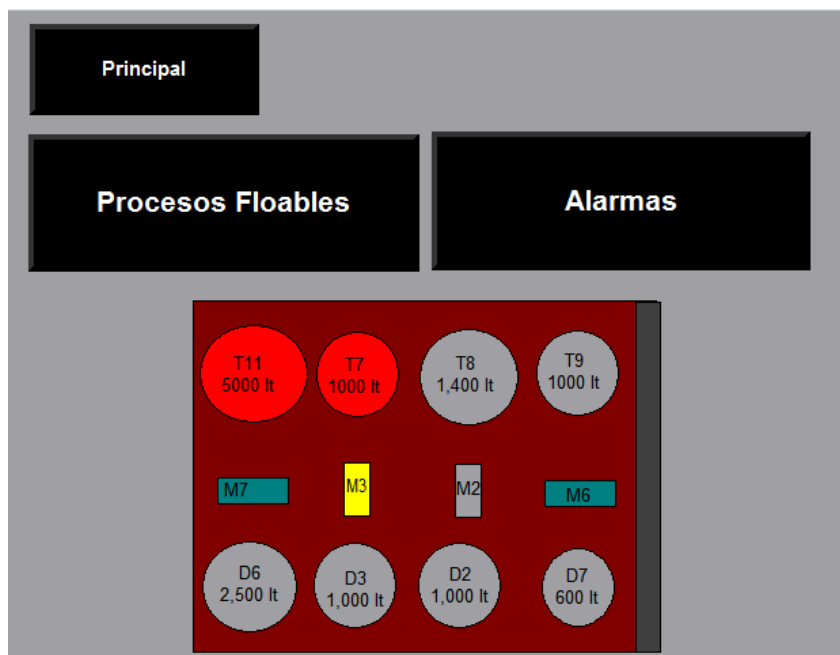 Principal
Procesos Floables
Alarmas
T11
5000 lt
T7
1000 lt
T8
1,400 lt
T9
1000 lt
M7
M3
M2
M6
D6
2,500 lt
D3
1,000 lt
D2
1,000 lt
D7
600 lt